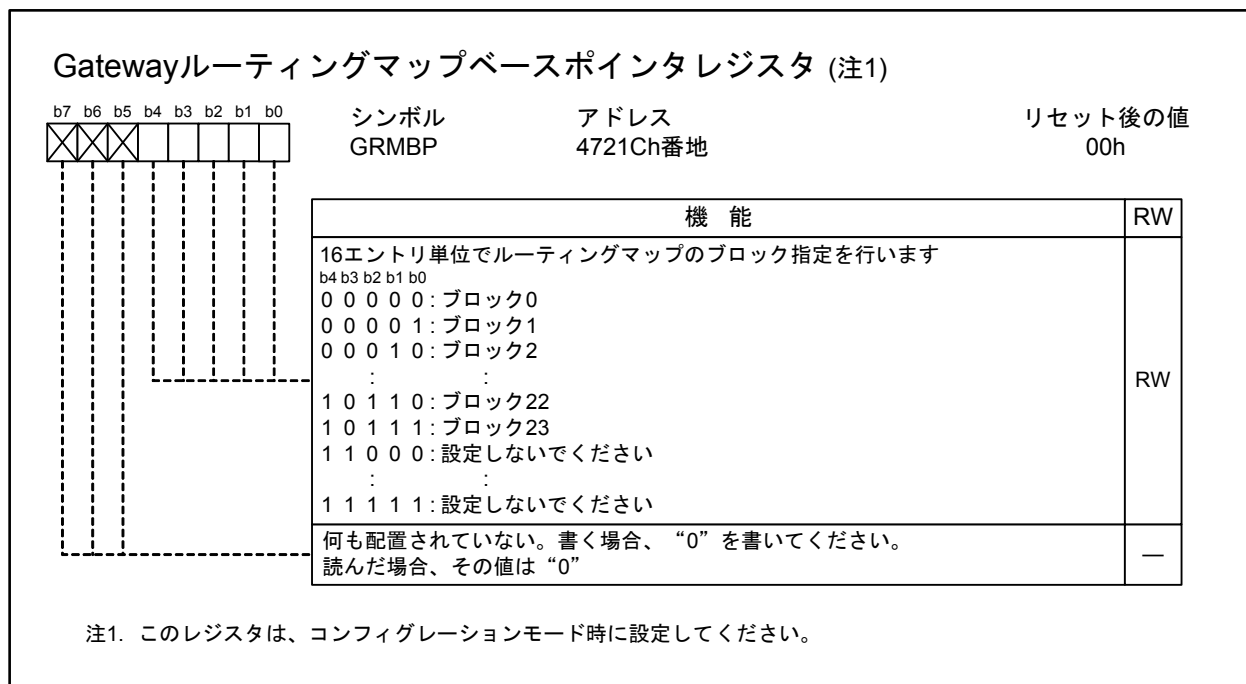 Gatewayルーティングマップベースポインタレジスタ (注1)
b7 b6 b5 b4 b3 b2 b1 b0
シンボル アドレス リセット後の値
GRMBP 4721Ch番地 00h
機 能 RW
16エントリ単位でルーティングマップのブロック指定を行います
b4 b3 b2 b1 b0
0 0 0 0 0 : ブロック0
0 0 0 0 1 : ブロック1
0 0 0 1 0 : ブロック2
: :
RW
1 0 1 1 0 : ブロック22
1 0 1 1 1 : ブロック23
1 1 0 0 0 : 設定しないでください
: :
1 1 1 1 1 : 設定しないでください
何も配置されていない。書く場合、“0”を書いてください。
読んだ場合、その値は“0”
—
注1. このレジスタは、コンフィグレーションモード時に設定してください。